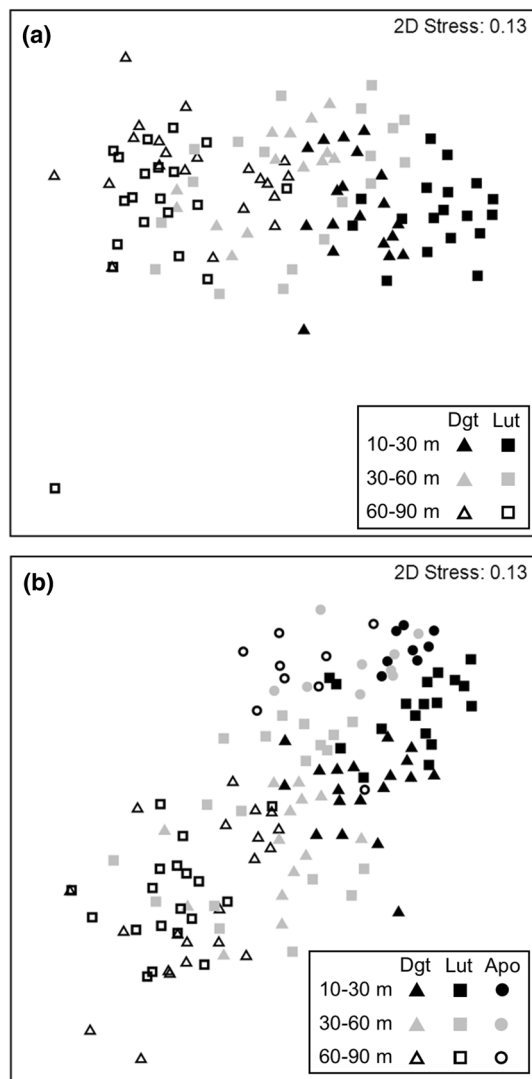 (a)
2D Stress: 0.13
Dgt Lut
10-30 m
30-60 m
60-90 m
(b)
2D Stress: 0.13
Dgt Lut Apo
10-30 m
30-60 m
60-90 m